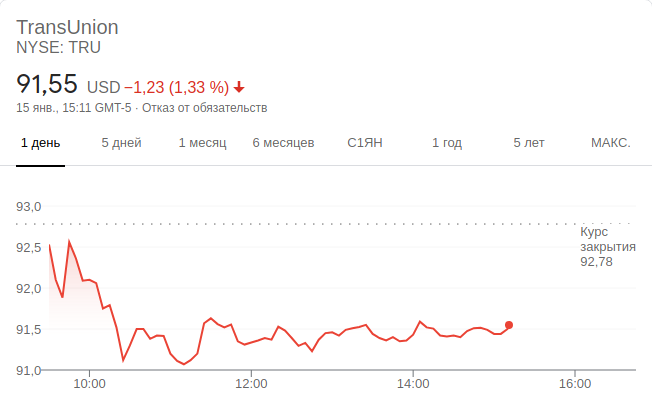 TransUnion
NYSE: TRU
91,55 USD −1,23 (1,33 %)
15 янв., 15:11 GMT-5 · Отказ от обязательств
1 день 5 дней 1 месяц 6 месяцев С1ЯН 1 год 5 лет МАКС.
93,0
92,5
92,0
91,5
91,0
Курс
закрытия
92,78
10:00 12:00 14:00 16:00